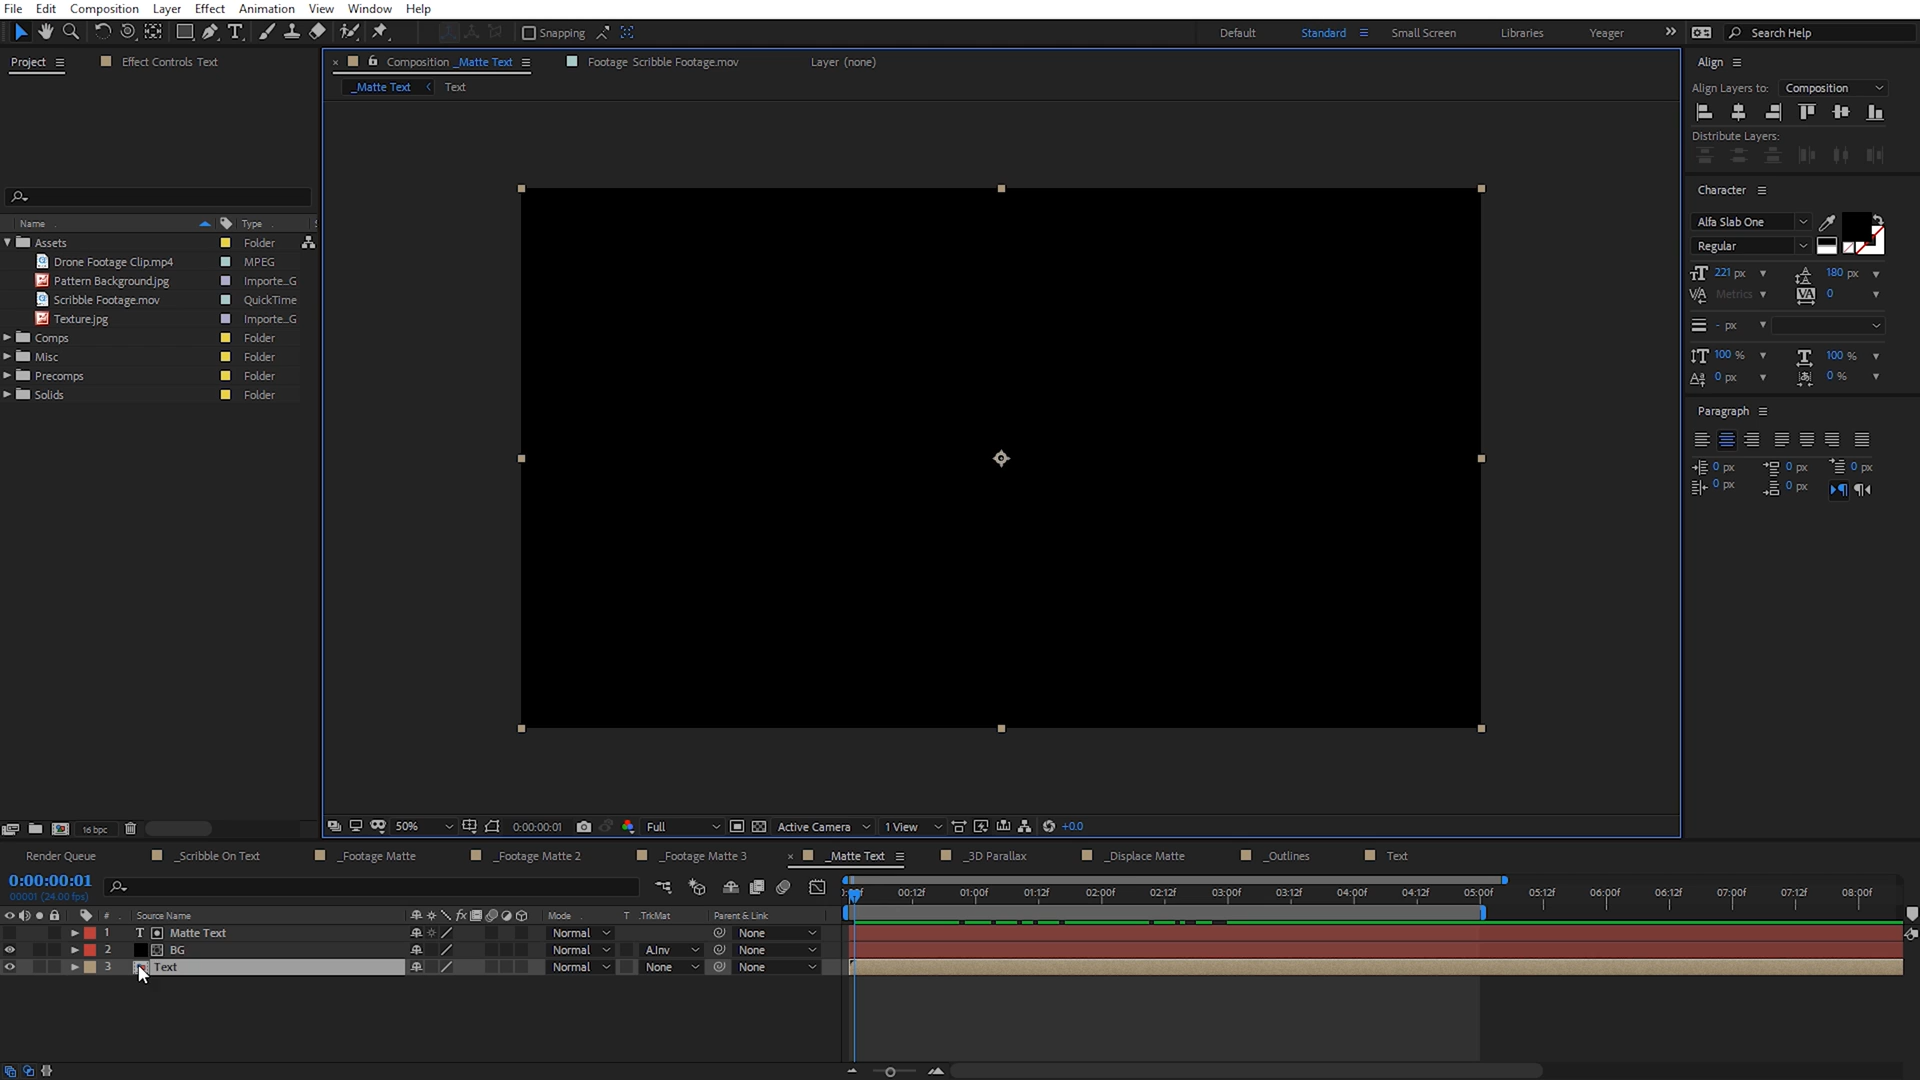 File Edit Composition Layer Effect Animation View Window Help
Snapping
Default Standard Small Screen Libraries Yeager Search Help
Project Effect Controls Text
Composition _Matte Text Footage Scribble Footage.mov Layer (none)
_Matte Text Text
Name Type
Assets Folder
Drone Footage Clip.mp4 MPEG
Pattern Background.jpg Importe...G
Scribble Footage.mov QuickTime
Texture.jpg Importe...G
Comps Folder
Misc Folder
Precomps Folder
Solids Folder
16 bpc
Align
Align Layers to: Composition
Distribute Layers:
Character
Alfa Slab One
Regular
221 px 180 px
Metrics 0
- px
100 % 100 %
0 px 0 %
Paragraph
0 px 0 px 0 px
0 px 0 px
50% 0:00:00:01 Full Active Camera 1 View +0.0
Render Queue _Scribble On Text _Footage Matte _Footage Matte 2 _Footage Matte 3 _Matte Text _3D Parallax _Displace Matte _Outlines Text
0:00:00:01
00001 (24.00 fps)
00:12f 01:00f 01:12f 02:00f 02:12f 03:00f 03:12f 04:00f 04:12f 05:00f 05:12f 06:00f 06:12f 07:00f 07:12f 08:00f
# Source Name Mode T .TrkMat Parent & Link
1 T Matte Text Normal None
2 BG Normal A.Inv None
3 Text Normal None None